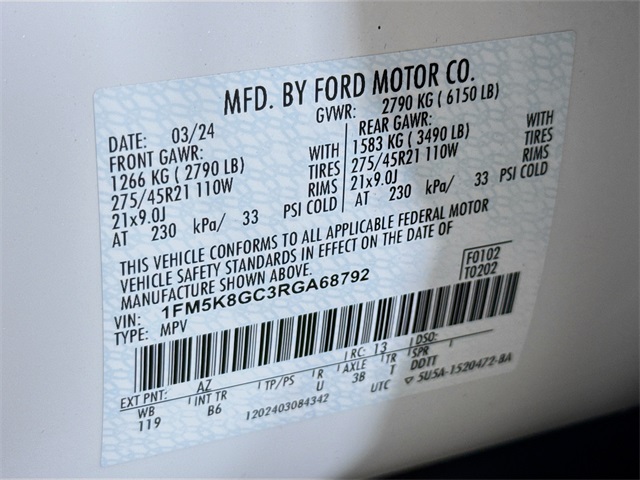 MFD. BY FORD MOTOR CO.
DATE: 03/24 GVWR: 2790 KG ( 6150 LB)
FRONT GAWR: REAR GAWR:
1266 KG ( 2790 LB) WITH 1583 KG ( 3490 LB) WITH
275/45R21 110W TIRES 275/45R21 110W TIRES
21x9.0J RIMS 21x9.0J RIMS
AT 230 kPa/ 33 PSI COLD AT 230 kPa/ 33 PSI COLD
THIS VEHICLE CONFORMS TO ALL APPLICABLE FEDERAL MOTOR
VEHICLE SAFETY STANDARDS IN EFFECT ON THE DATE OF
MANUFACTURE SHOWN ABOVE.
F0102
T0202
VIN: 1FM5K8GC3RGA68792
TYPE: MPV
EXT PNT: AZ RC: 13 DSO:
WB INT TR TP/PS R AXLE TR SPR
119 B6 U 3B T DDTT
1202403084342 UTC 5U5A-1520472-BA